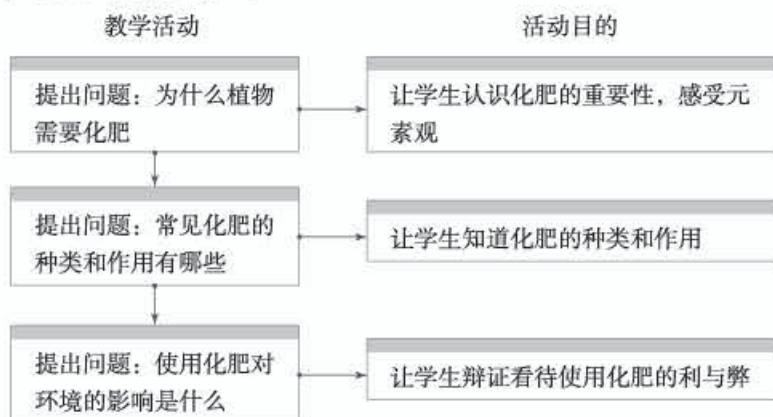 教学活动 活动目的
提出问题：为什么植物
需要化肥
让学生认识化肥的重要性，感受元
素观
提出问题：常见化肥的
种类和作用有哪些
让学生知道化肥的种类和作用
提出问题：使用化肥对
环境的影响是什么
让学生辩证看待使用化肥的利与弊